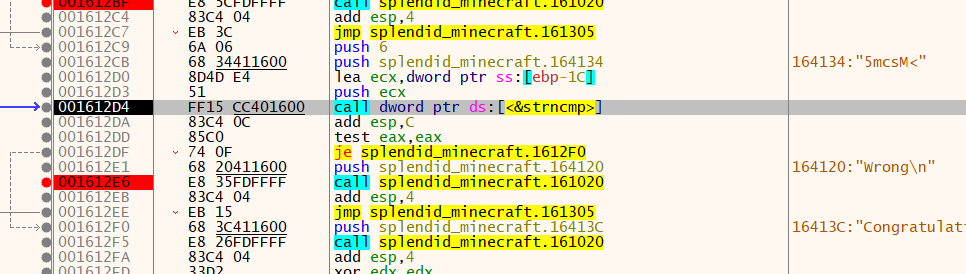 001612BF E8 5CFDFFFF call splendid_minecraft.161020
001612C4 83C4 04 add esp,4
001612C7 EB 3C jmp splendid_minecraft.161305
001612C9 6A 06 push 6
001612CB 68 34411600 push splendid_minecraft.164134 164134:"5mcsM<"
001612D0 8D4D E4 lea ecx,dword ptr ss:[ebp-1C]
001612D3 51 push ecx
001612D4 FF15 CC401600 call dword ptr ds:[<&strncmp>]
001612DA 83C4 0C add esp,C
001612DD 85C0 test eax,eax
001612DF 74 0F je splendid_minecraft.1612F0
001612E1 68 20411600 push splendid_minecraft.164120 164120:"Wrong\n"
001612E6 E8 35FDFFFF call splendid_minecraft.161020
001612EB 83C4 04 add esp,4
001612EE EB 15 jmp splendid_minecraft.161305
001612F0 68 3C411600 push splendid_minecraft.16413C 16413C:"Congratulat
001612F5 E8 26FDFFFF call splendid_minecraft.161020
001612FA 83C4 04 add esp,4
001612FD 33D2 xor edx,edx